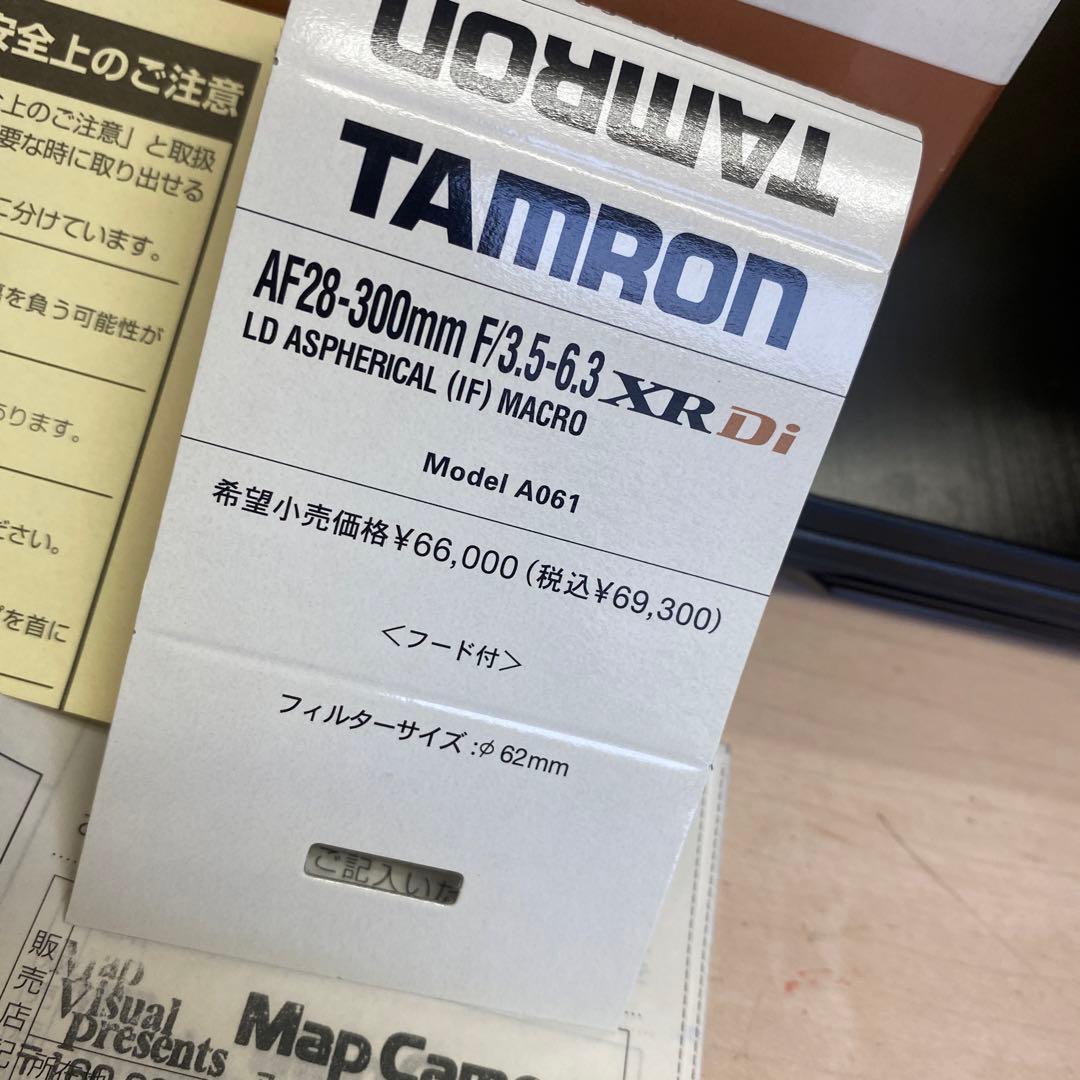 安全上のご注意
上のご注意」と取扱
要な時に取り出せる
に分けています。
を負う可能性が
ります。
ださい。
を首に
TAMRON
TAMRON
AF28-300mm F/3.5-6.3 XR Di
LD ASPHERICAL (IF) MACRO
Model A061
希望小売価格¥66,000(税込¥69,300)
<フード付>
フィルターサイズ:φ62mm
ご記入いた
販売店
Map
Visual
Presents
Map Came